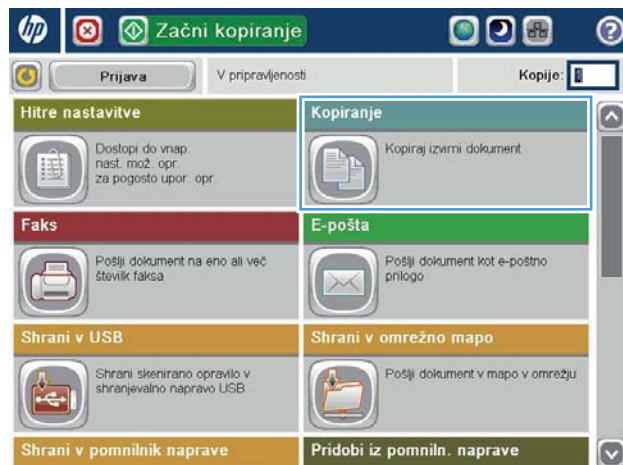 hp
Začni kopiranje
?
Prijava
V pripravljenosti
Kopije:
Hitre nastavitve
Dostopi do vnap.
nast. mož. opr.
za pogosto upor. opr.
Kopiranje
Kopiraj izvirni dokument
Faks
Pošlji dokument na
eno ali več
številk faksa
E-pošta
Pošlji dokument kot e-poštno
prilogo
Shrani v USB
Shrani skenirano opravilo v
shranjevalno napravo USB
Shrani v omrežno mapo
Pošlji dokument v mapo v omrežju
Shrani v pomnilnik naprave
Pridobi iz pomniln. naprave